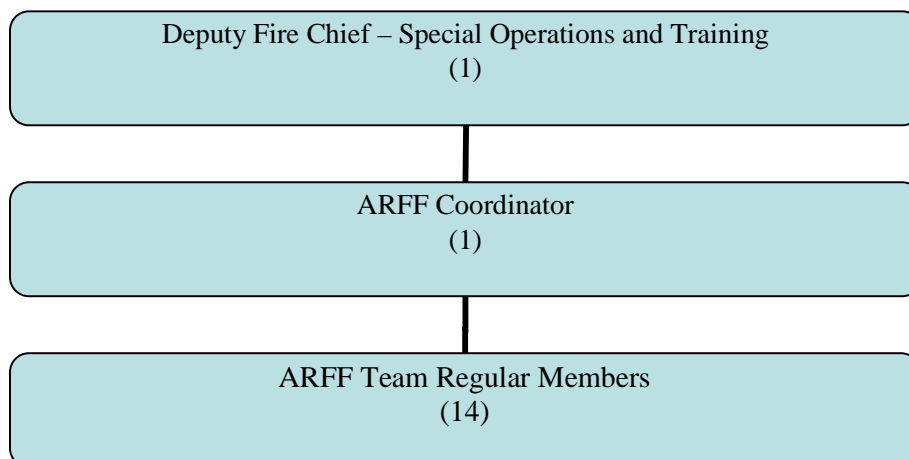 Deputy Fire Chief – Special Operations and Training
(1)
ARFF Coordinator
(1)
ARFF Team Regular Members
(14)